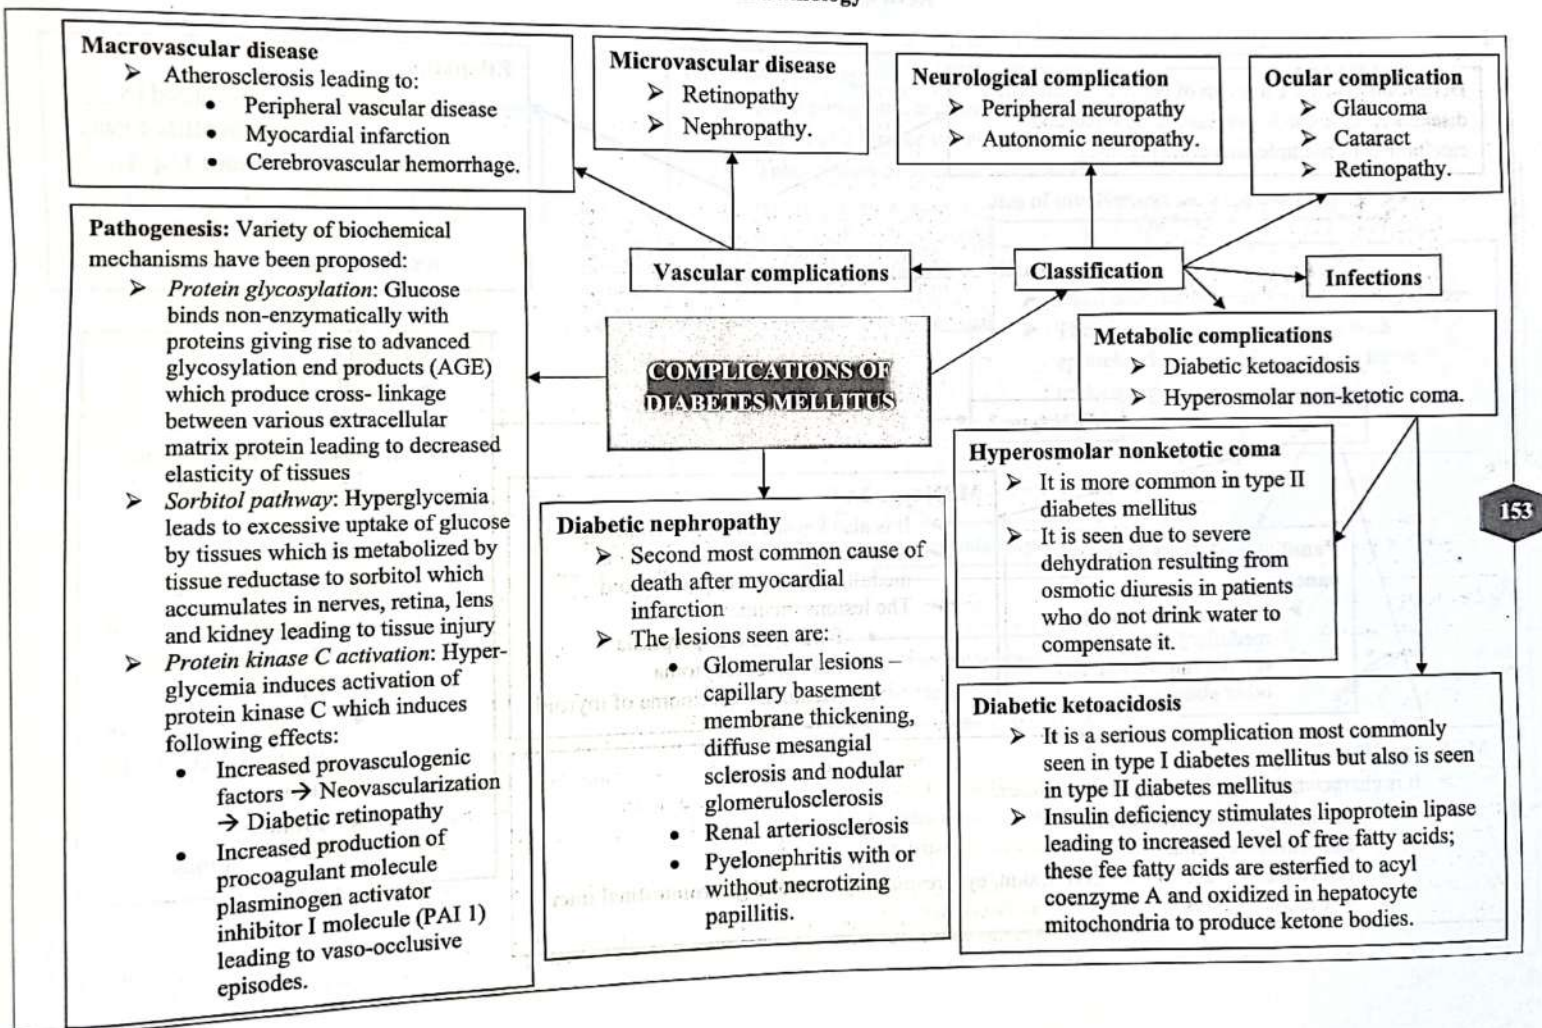 Macrovascular disease
➤ Atherosclerosis leading to:
• Peripheral vascular disease
• Myocardial infarction
• Cerebrovascular hemorrhage.
Microvascular disease
➤ Retinopathy
➤ Nephropathy.
Neurological complication
➤ Peripheral neuropathy
➤ Autonomic neuropathy.
Ocular complication
➤ Glaucoma
➤ Cataract
➤ Retinopathy.
Vascular complications
Classification
Infections
Metabolic complications
➤ Diabetic ketoacidosis
➤ Hyperosmolar non-ketotic coma.
COMPLICATIONS OF
DIABETES MELLITUS
Pathogenesis: Variety of biochemical
mechanisms have been proposed:
➤ Protein glycosylation: Glucose
binds non-enzymatically with
proteins giving rise to advanced
glycosylation end products (AGE)
which produce cross- linkage
between various extracellular
matrix protein leading to decreased
elasticity of tissues
➤ Sorbitol pathway: Hyperglycemia
leads to excessive uptake of glucose
by tissues which is metabolized by
tissue reductase to sorbitol which
accumulates in nerves, retina, lens
and kidney leading to tissue injury
➤ Protein kinase C activation: Hyper-
glycemia induces activation of
protein kinase C which induces
following effects:
• Increased provasculogenic
factors → Neovascularization
→ Diabetic retinopathy
• Increased production of
procoagulant molecule
plasminogen activator
inhibitor I molecule (PAI 1)
leading to vaso-occlusive
episodes.
Diabetic nephropathy
➤ Second most common cause of
death after myocardial
infarction
➤ The lesions seen are:
• Glomerular lesions –
capillary basement
membrane thickening,
diffuse mesangial
sclerosis and nodular
glomerulosclerosis
• Renal arteriosclerosis
• Pyelonephritis with or
without necrotizing
papillitis.
Hyperosmolar nonketotic coma
➤ It is more common in type II
diabetes mellitus
➤ It is seen due to severe
dehydration resulting from
osmotic diuresis in patients
who do not drink water to
compensate it.
153
Diabetic ketoacidosis
➤ It is a serious complication most commonly
seen in type I diabetes mellitus but also is seen
in type II diabetes mellitus
➤ Insulin deficiency stimulates lipoprotein lipase
leading to increased level of free fatty acids;
these fee fatty acids are esterfied to acyl
coenzyme A and oxidized in hepatocyte
mitochondria to produce ketone bodies.